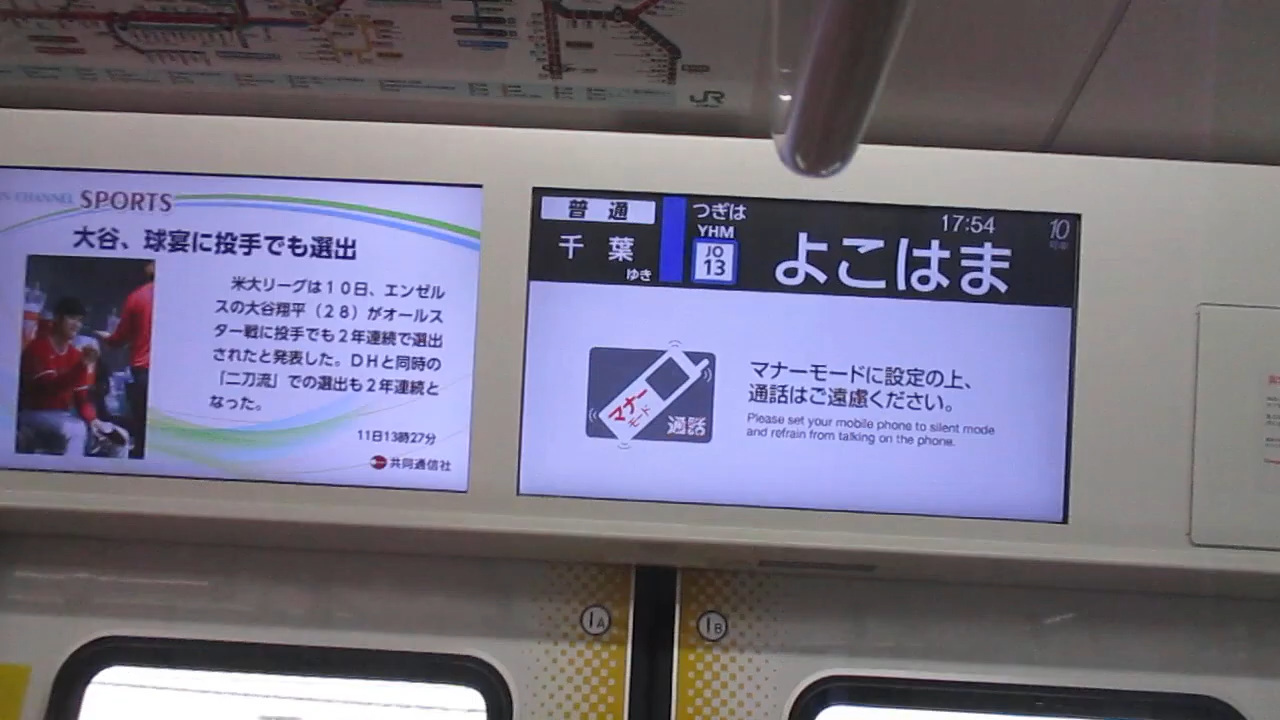 JR
SPORTS
大谷、球宴に投手でも選出
米大リーグは10日、エンゼル
スの大谷翔平（28）がオールス
ター戦に投手でも2年連続で選出
されたと発表した。DHと同時の
「二刀流」での選出も2年連続と
なった。
11日13時27分
共同通信社
普通
千葉
ゆき
つぎは
YHM
JO
13
よこはま
17:54
10
号車
マナー
モード
通話
マナーモードに設定の上、
通話はご遠慮ください。
Please set your mobile phone to silent mode
and refrain from talking on the phone.
1A
1B